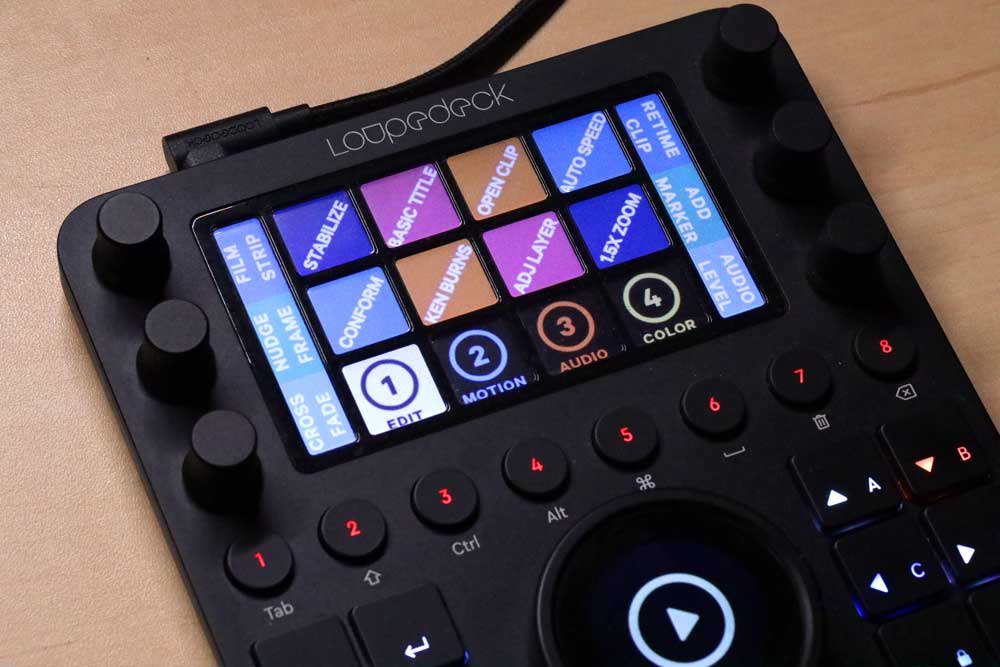 Loupedeck
Loupedeck
FILM STRIP
STABILIZE
BASIC TITLE
OPEN CLIP
AUTO SPEED
RETIME CLIP
NUDGE FRAME
CONFORM
KEN BURNS
ADJ LAYER
1.5X ZOOM
ADD MARKER
CROSS FADE
1 EDIT
2 MOTION
3 AUDIO
4 COLOR
AUDIO LEVEL
1
2
3
4
5
6
7
8
Tab
Ctrl
Alt
⌘
A
B
C